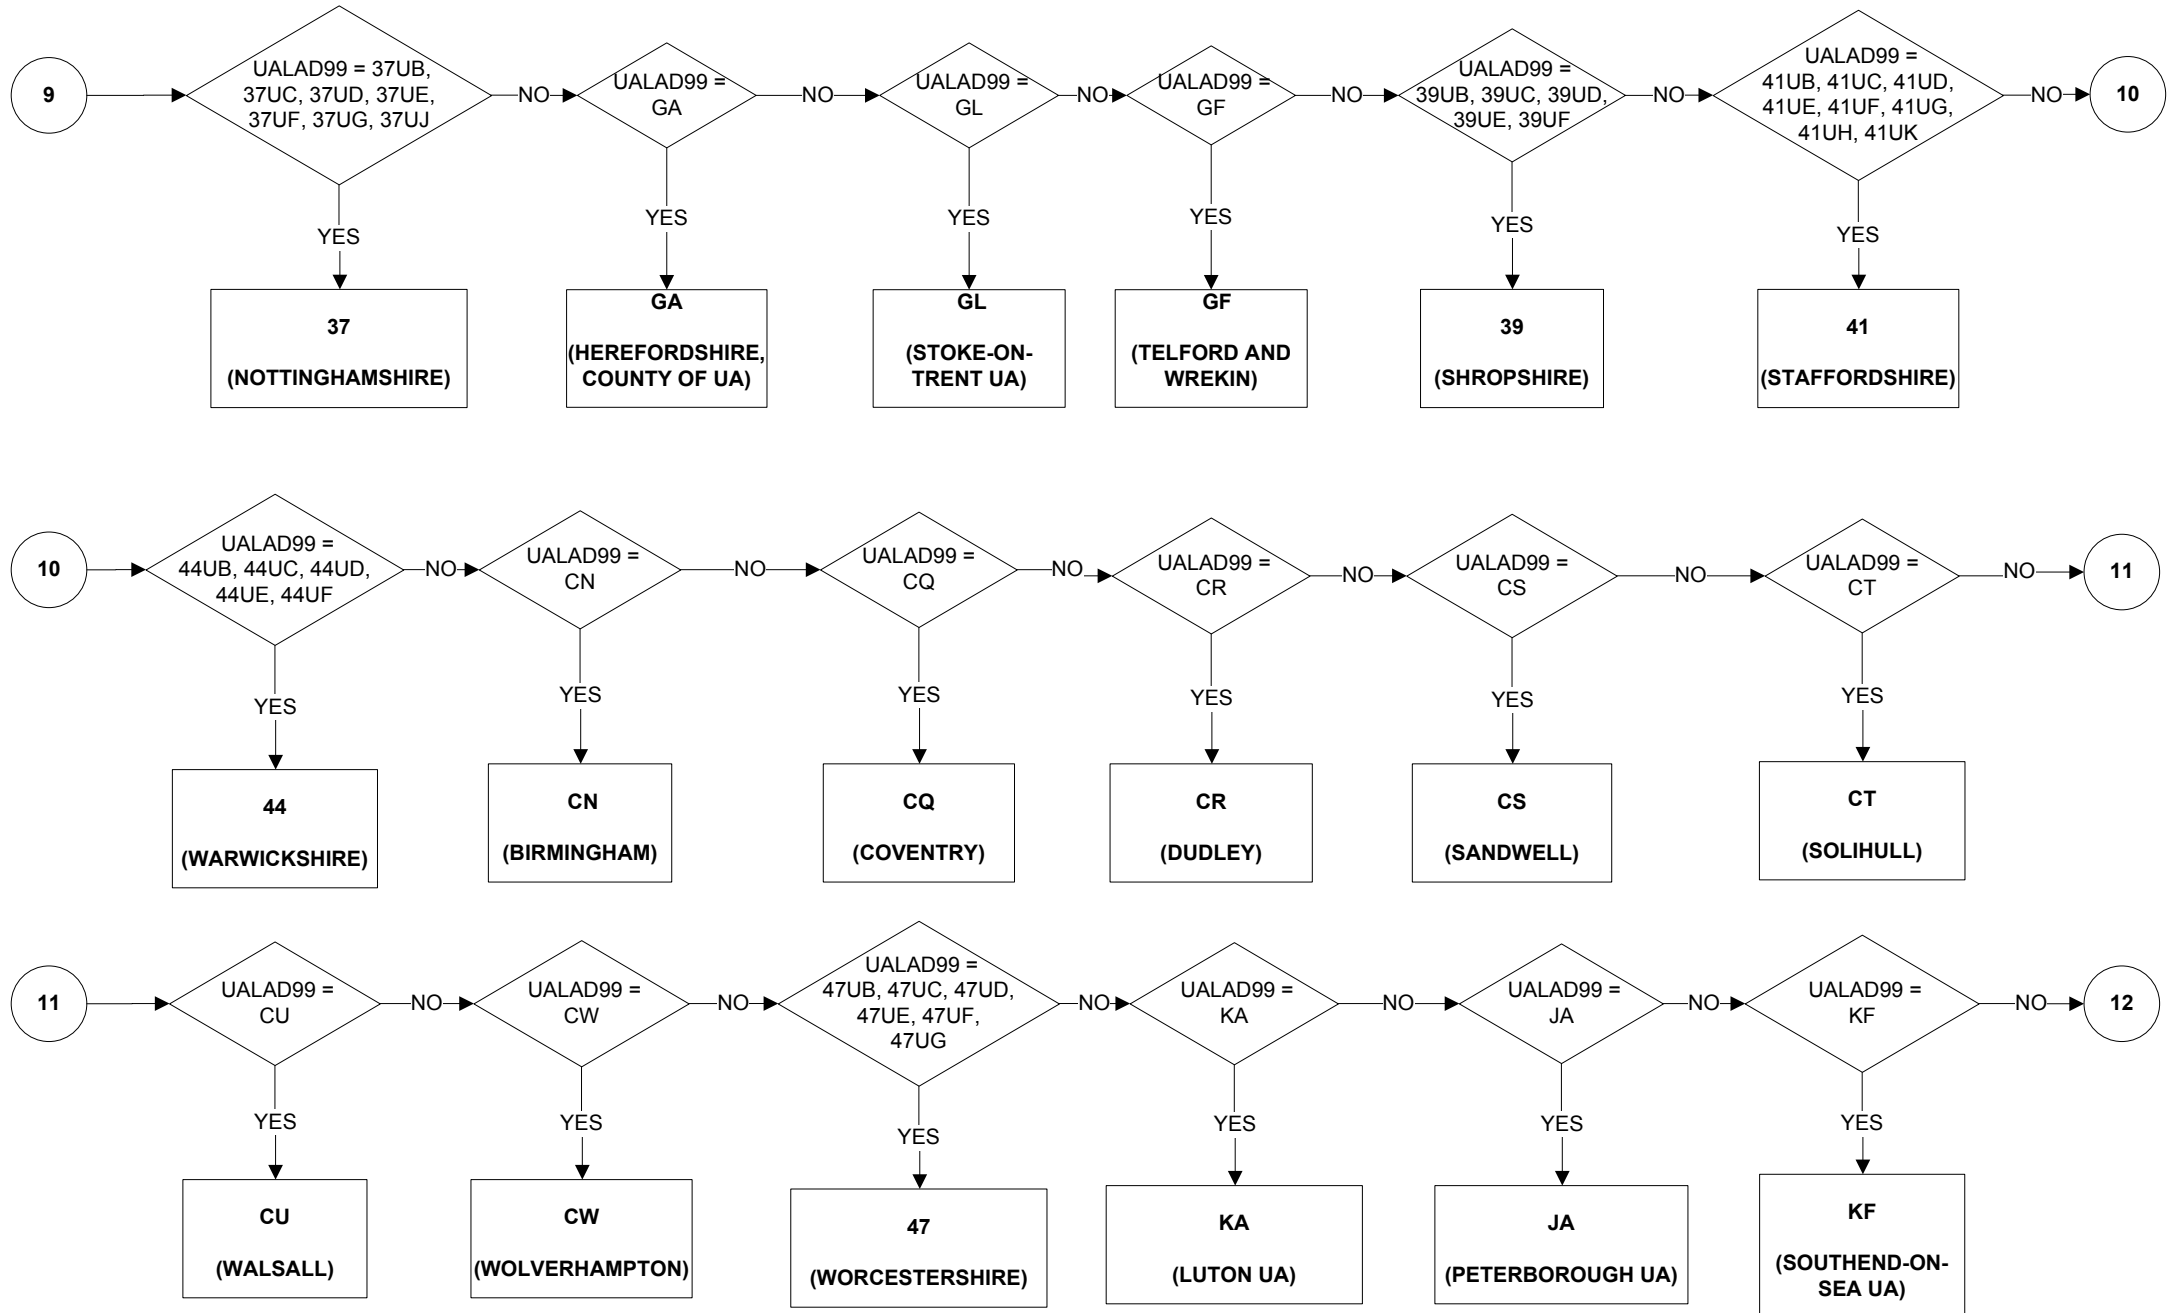 9
UALAD99 = 37UB,
37UC, 37UD, 37UE,
37UF, 37UG, 37UJ
NO
UALAD99 =
GA
NO
UALAD99 =
GL
NO
UALAD99 =
GF
NO
UALAD99 =
39UB, 39UC, 39UD,
39UE, 39UF
NO
UALAD99 =
41UB, 41UC, 41UD,
41UE, 41UF, 41UG,
41UH, 41UK
NO
10
YES
YES
YES
YES
YES
YES
37
(NOTTINGHAMSHIRE)
GA
(HEREFORDSHIRE,
COUNTY OF UA)
GL
(STOKE-ON-
TRENT UA)
GF
(TELFORD AND
WREKIN)
39
(SHROPSHIRE)
41
(STAFFORDSHIRE)
10
UALAD99 =
44UB, 44UC, 44UD,
44UE, 44UF
NO
UALAD99 =
CN
NO
UALAD99 =
CQ
NO
UALAD99 =
CR
NO
UALAD99 =
CS
NO
UALAD99 =
CT
NO
11
YES
YES
YES
YES
YES
YES
44
(WARWICKSHIRE)
CN
(BIRMINGHAM)
CQ
(COVENTRY)
CR
(DUDLEY)
CS
(SANDWELL)
CT
(SOLIHULL)
11
UALAD99 =
CU
NO
UALAD99 =
CW
NO
UALAD99 =
47UB, 47UC, 47UD,
47UE, 47UF,
47UG
NO
UALAD99 =
KA
NO
UALAD99 =
JA
NO
UALAD99 =
KF
NO
12
YES
YES
YES
YES
YES
YES
CU
(WALSALL)
CW
(WOLVERHAMPTON)
47
(WORCESTERSHIRE)
KA
(LUTON UA)
JA
(PETERBOROUGH UA)
KF
(SOUTHEND-ON-
SEA UA)